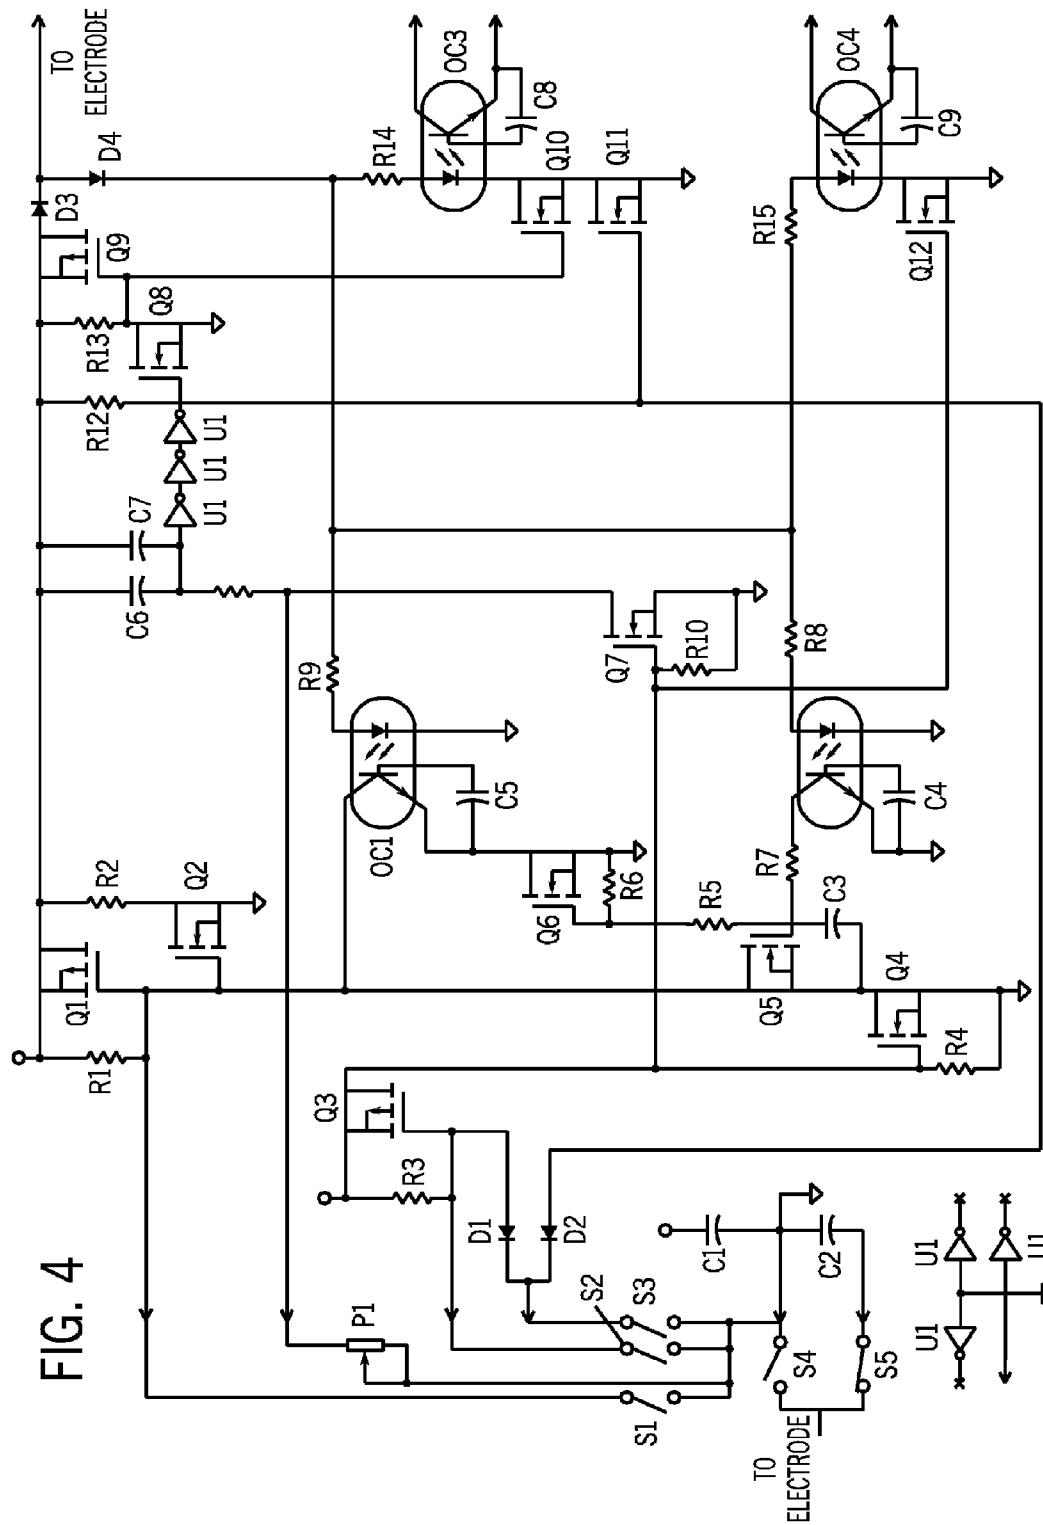 TO
ELECTRODE
D4
D3
Q9
Q8
R13
R12
U1
U1
U1
C7
C6
R14
OC3
C8
Q10
Q11
R15
OC4
C9
Q12
R9
Q7
R10
R8
OC1
C5
C4
R7
R2
Q2
Q1
R1
Q6
R6
R5
C3
Q5
Q4
R4
Q3
R3
D1
D2
C1
C2
S2
S3
P1
S1
S4
S5
TO
ELECTRODE
U1
U1
U1
FIG. 4